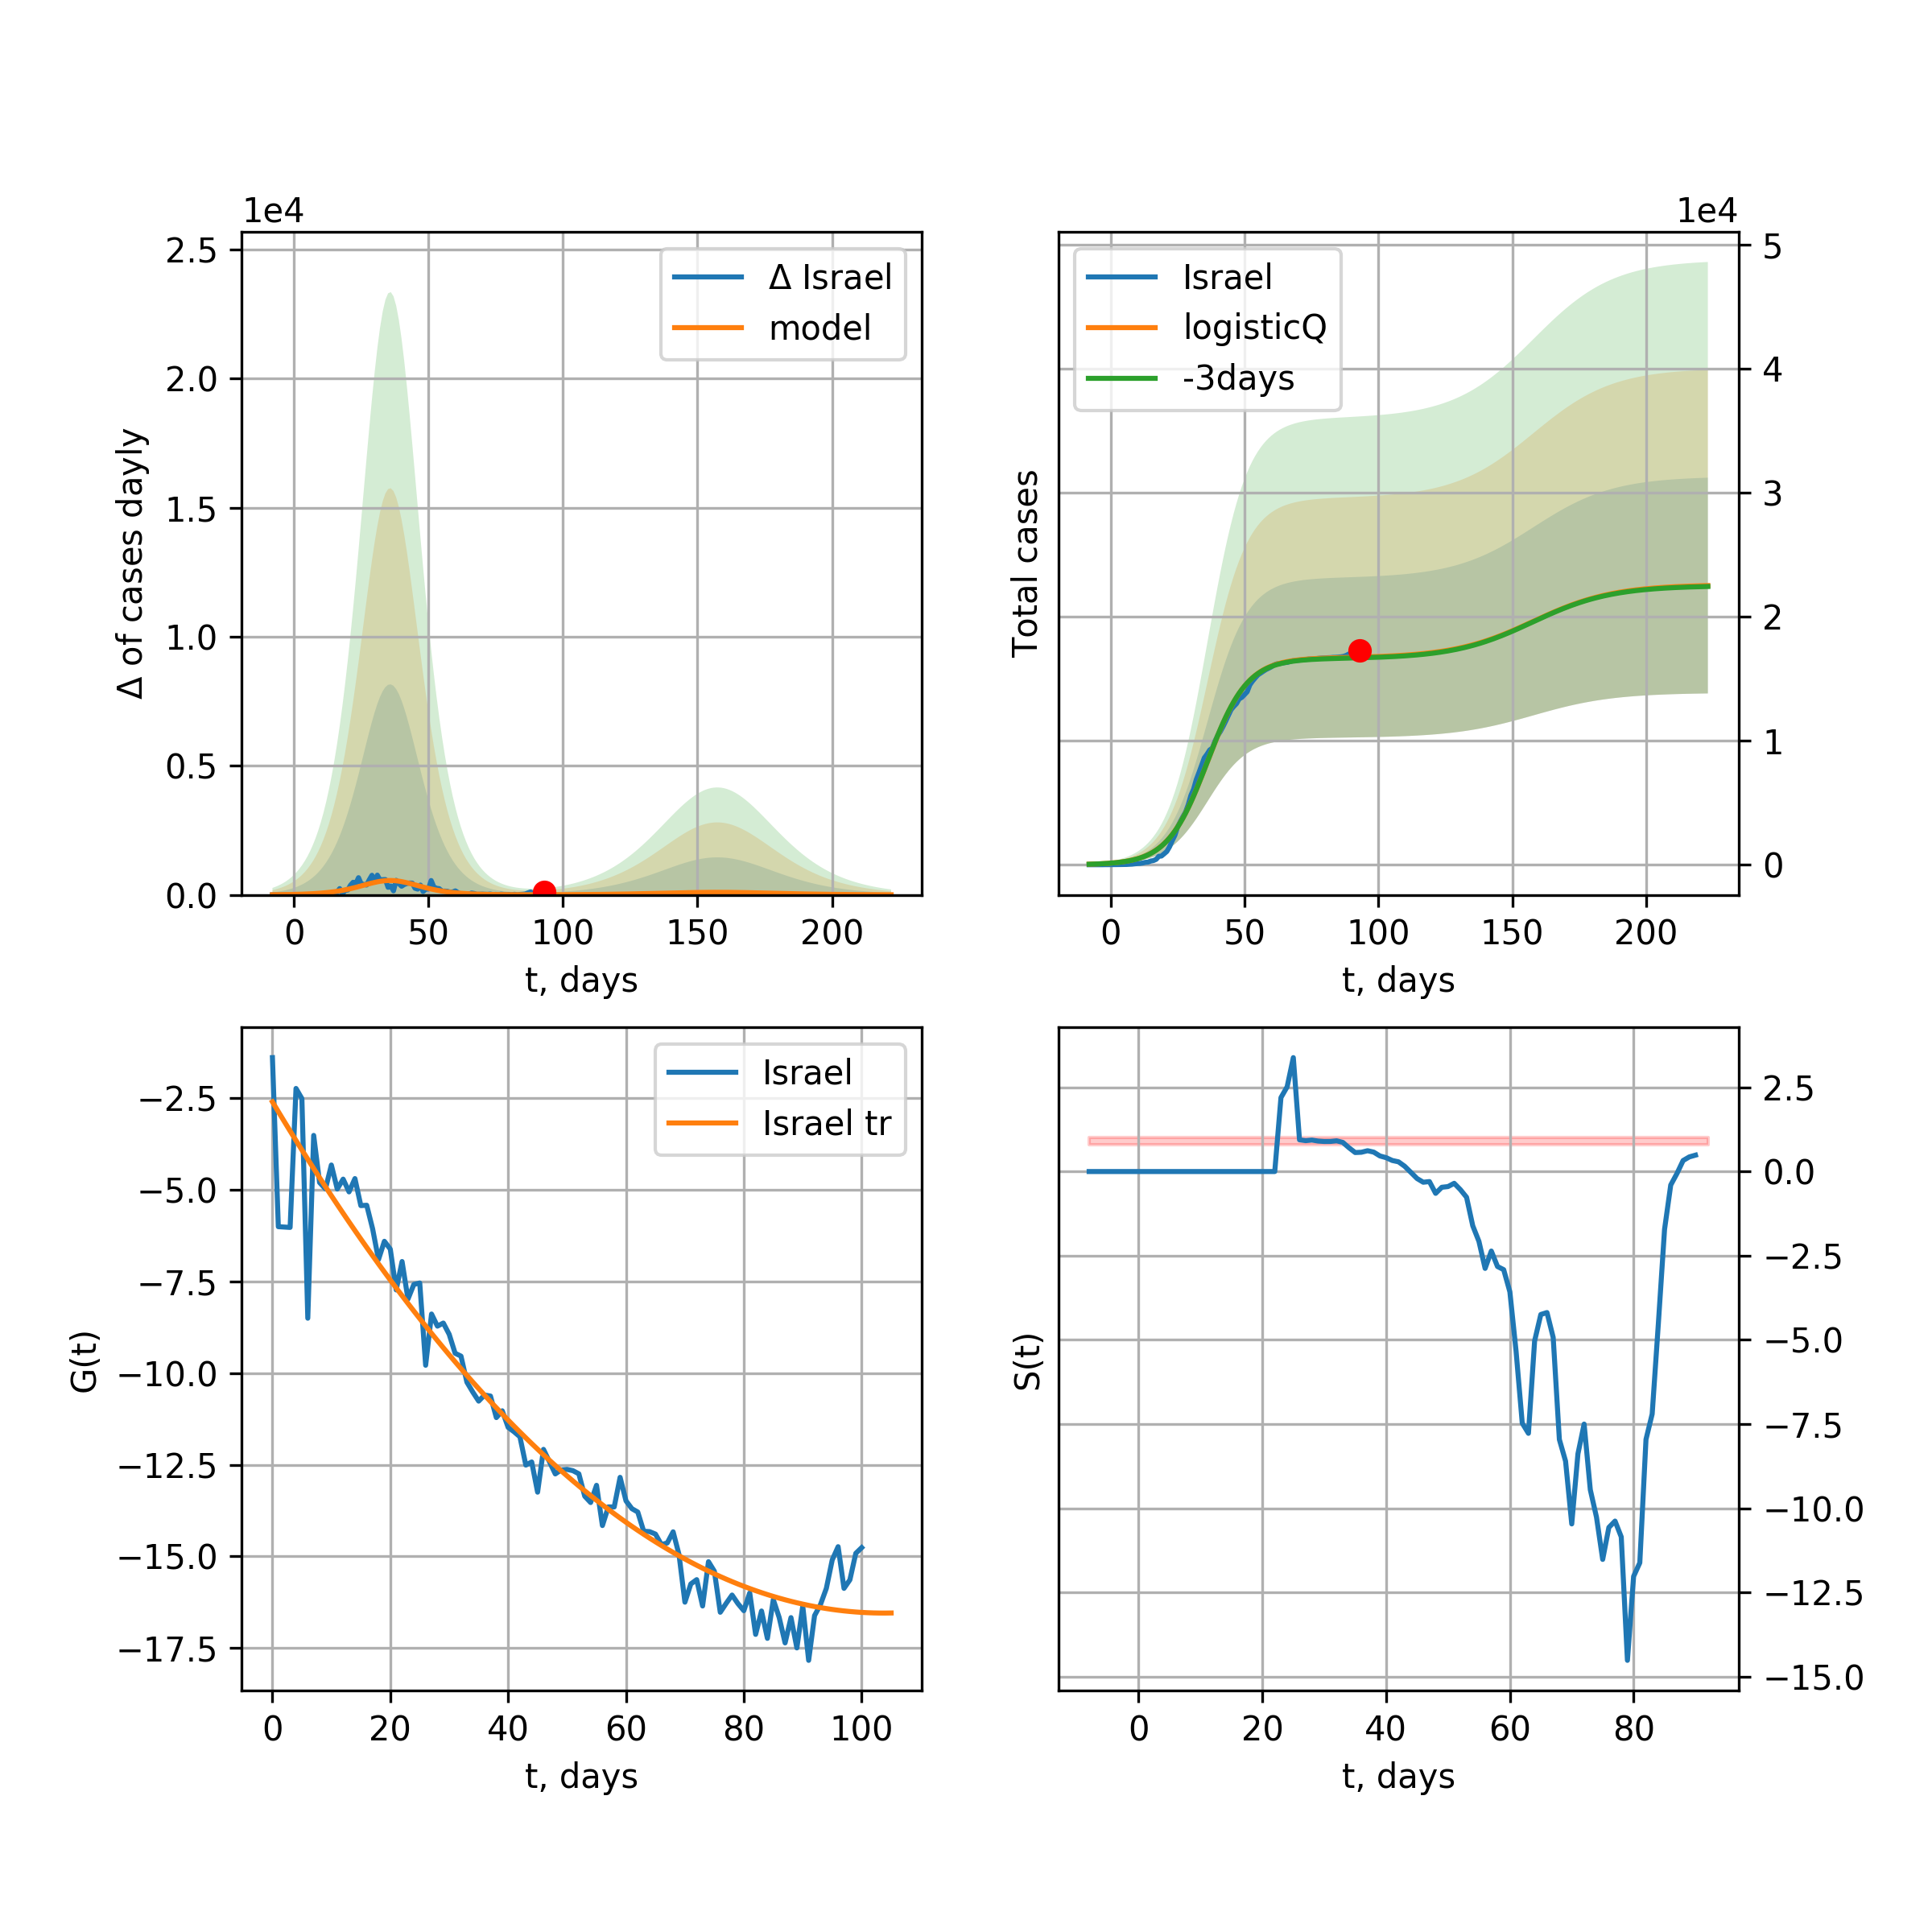 1e4
2.5
2.0
1.5
1.0
0.5
0.0
Δ of cases dayly
Δ Israel
model
0 50 100 150 200
t, days
1e4
5
4
3
2
1
0
Total cases
Israel
logisticQ
-3days
0 50 100 150 200
t, days
−2.5
−5.0
−7.5
−10.0
−12.5
−15.0
−17.5
G(t)
Israel
Israel tr
0 20 40 60 80 100
t, days
2.5
0.0
−2.5
−5.0
−7.5
−10.0
−12.5
−15.0
S(t)
0 20 40 60 80
t, days